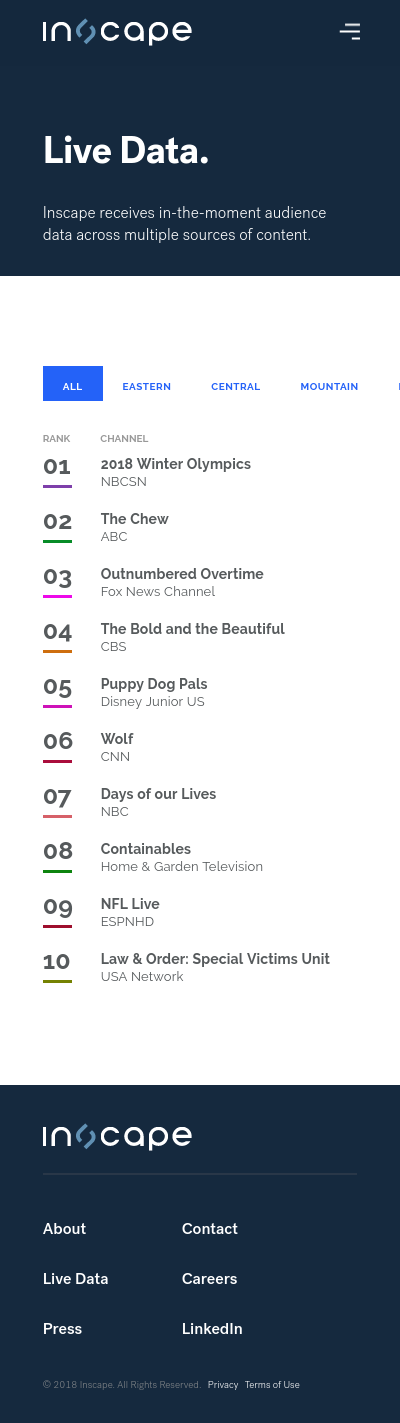 Inscape
Live Data.
Inscape receives in-the-moment audience
data across multiple sources of content.
ALL EASTERN CENTRAL MOUNTAIN
RANK CHANNEL
01 2018 Winter Olympics
NBCSN
02 The Chew
ABC
03 Outnumbered Overtime
Fox News Channel
04 The Bold and the Beautiful
CBS
05 Puppy Dog Pals
Disney Junior US
06 Wolf
CNN
07 Days of our Lives
NBC
08 Containables
Home & Garden Television
09 NFL Live
ESPNHD
10 Law & Order: Special Victims Unit
USA Network
Inscape
About Contact
Live Data Careers
Press LinkedIn
© 2018 Inscape. All Rights Reserved. Privacy Terms of Use